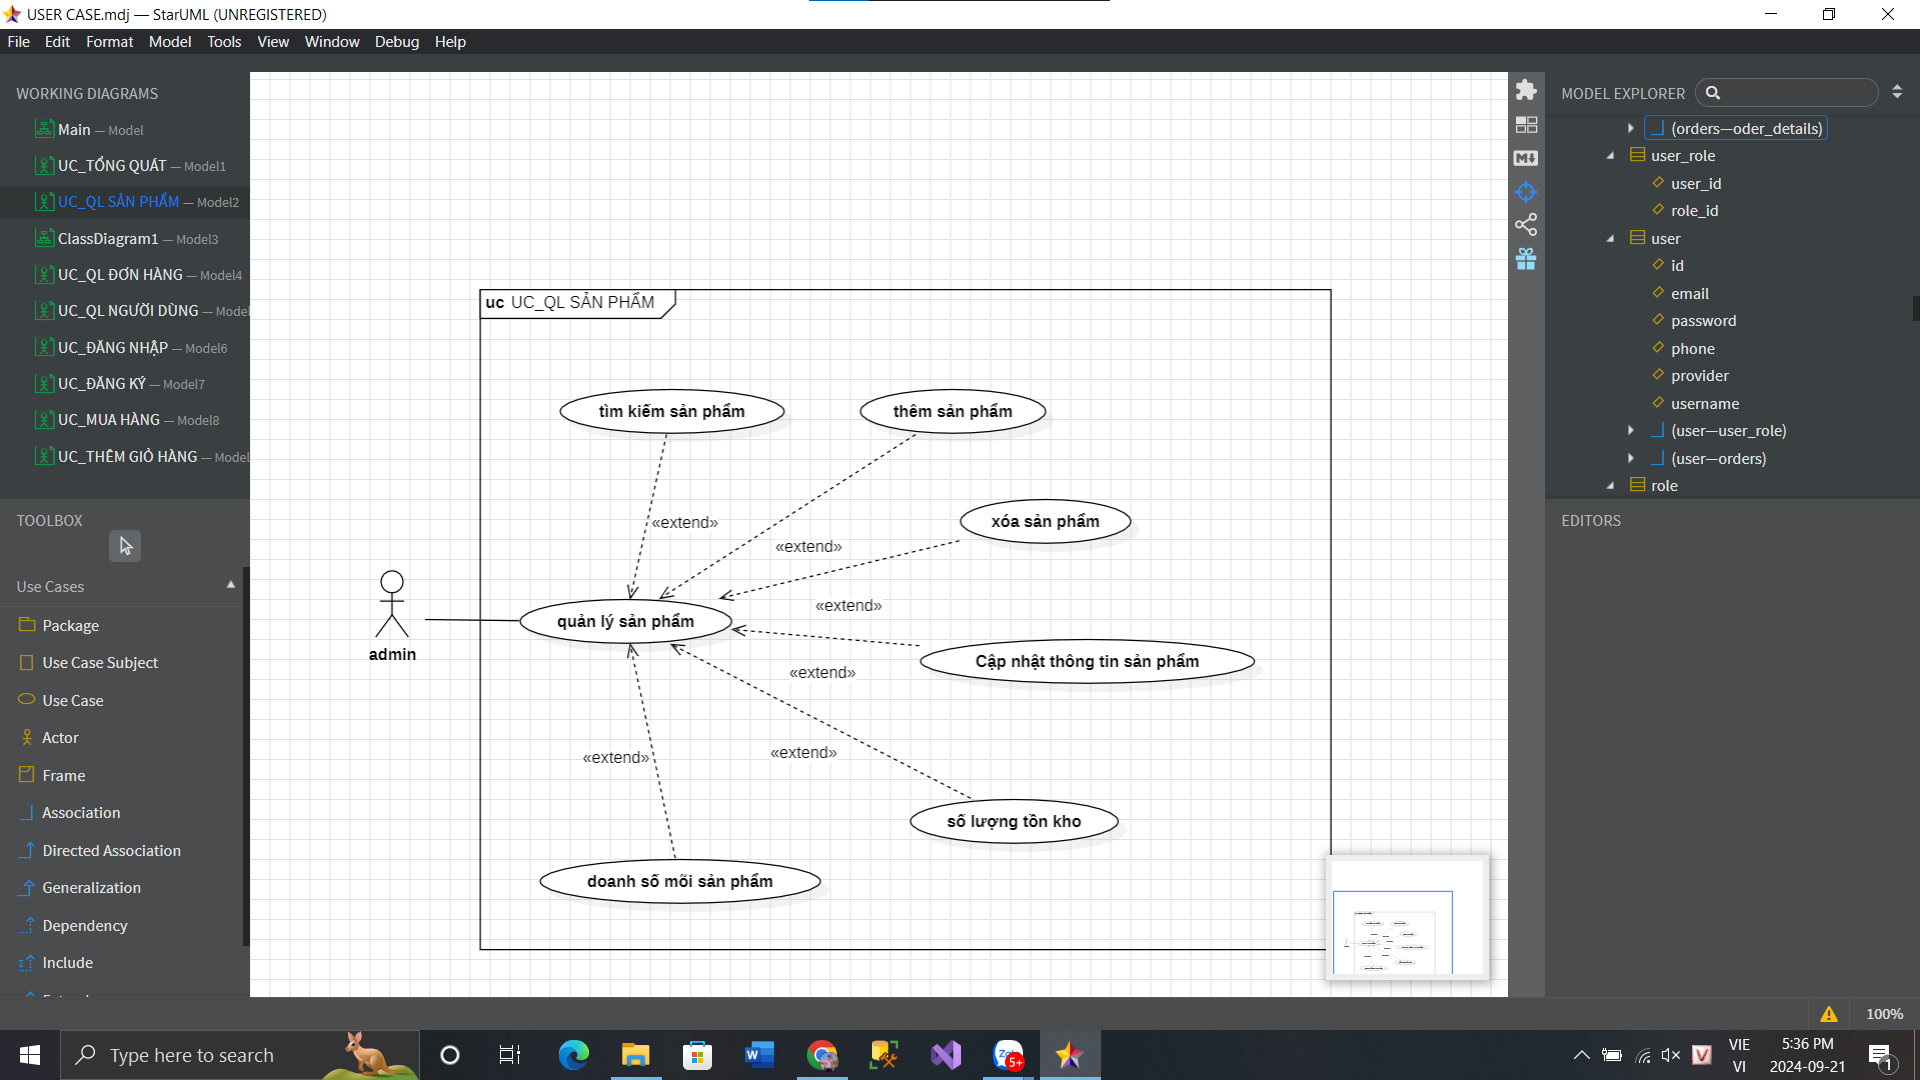 USER CASE.mdj — StarUML (UNREGISTERED)
File Edit Format Model Tools View Window Debug Help
WORKING DIAGRAMS
Main — Model
UC_TỔNG QUÁT — Model1
UC_QL SẢN PHẨM — Model2
ClassDiagram1 — Model3
UC_QL ĐƠN HÀNG — Model4
UC_QL NGƯỜI DÙNG — Model
UC_ĐĂNG NHẬP — Model6
UC_ĐĂNG KÝ — Model7
UC_MUA HÀNG — Model8
UC_THÊM GIỎ HÀNG — Model
TOOLBOX
Use Cases
Package
Use Case Subject
Use Case
Actor
Frame
Association
Directed Association
Generalization
Dependency
Include
uc UC_QL SẢN PHẨM
tìm kiếm sản phẩm
thêm sản phẩm
xóa sản phẩm
«extend»
«extend»
«extend»
quản lý sản phẩm
admin
Cập nhật thông tin sản phẩm
«extend»
«extend»
«extend»
số lượng tồn kho
doanh số mõi sản phẩm
MODEL EXPLORER
(orders—oder_details)
user_role
user_id
role_id
user
id
email
password
phone
provider
username
(user—user_role)
(user—orders)
role
EDITORS
100%
Type here to search
5+
VIE
VI
5:36 PM
2024-09-21
1